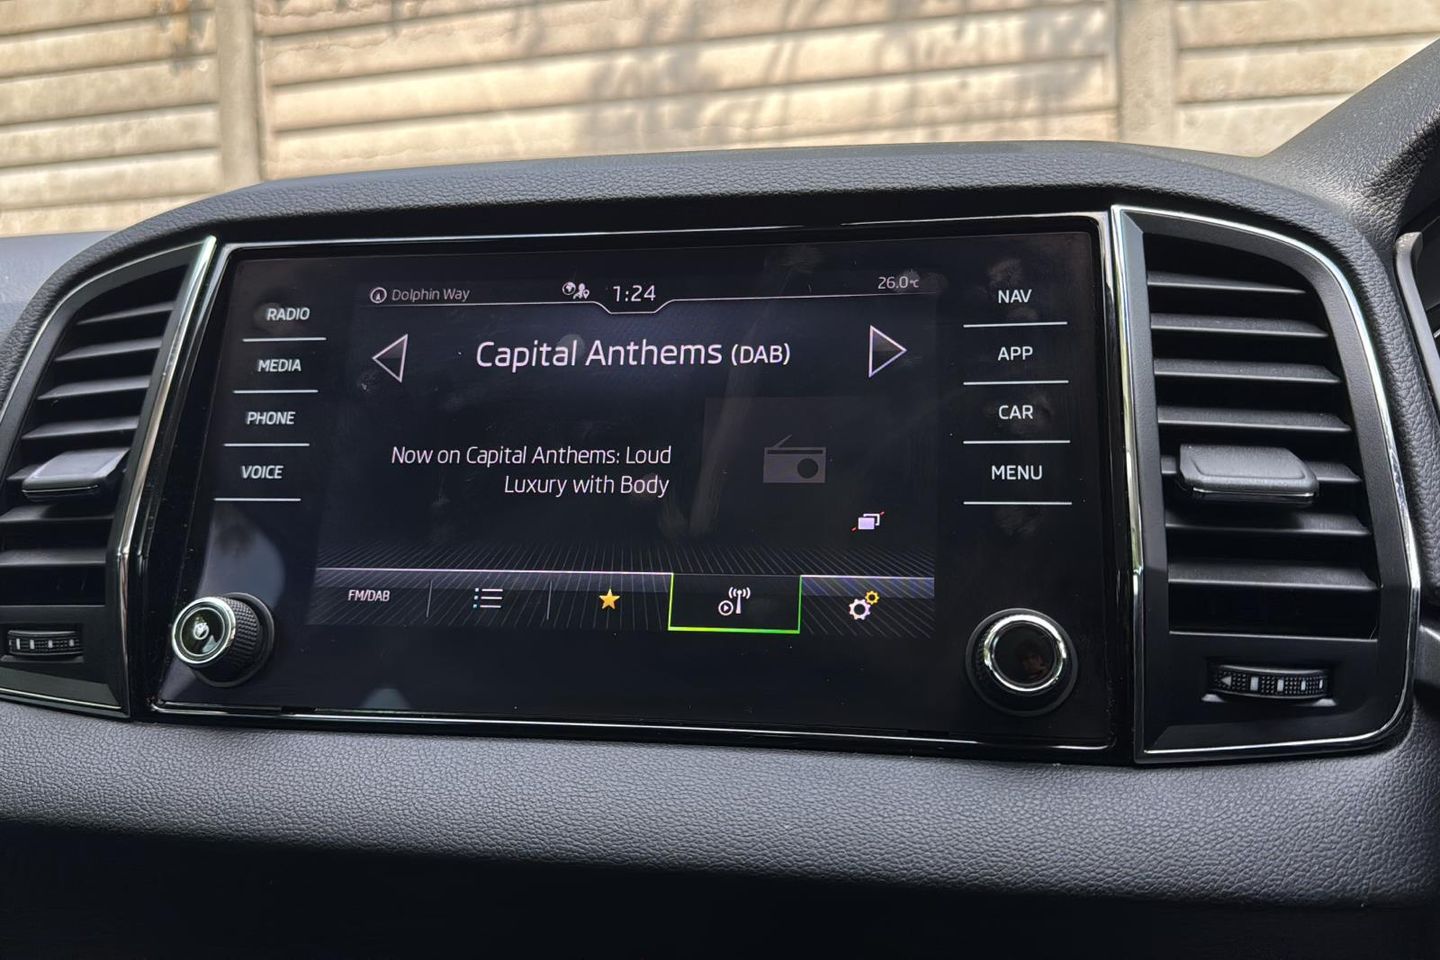 Dolphin Way
1:24
26.0°C
RADIO
MEDIA
PHONE
VOICE
Capital Anthems (DAB)
Now on Capital Anthems: Loud
Luxury with Body
FM/DAB
NAV
APP
CAR
MENU